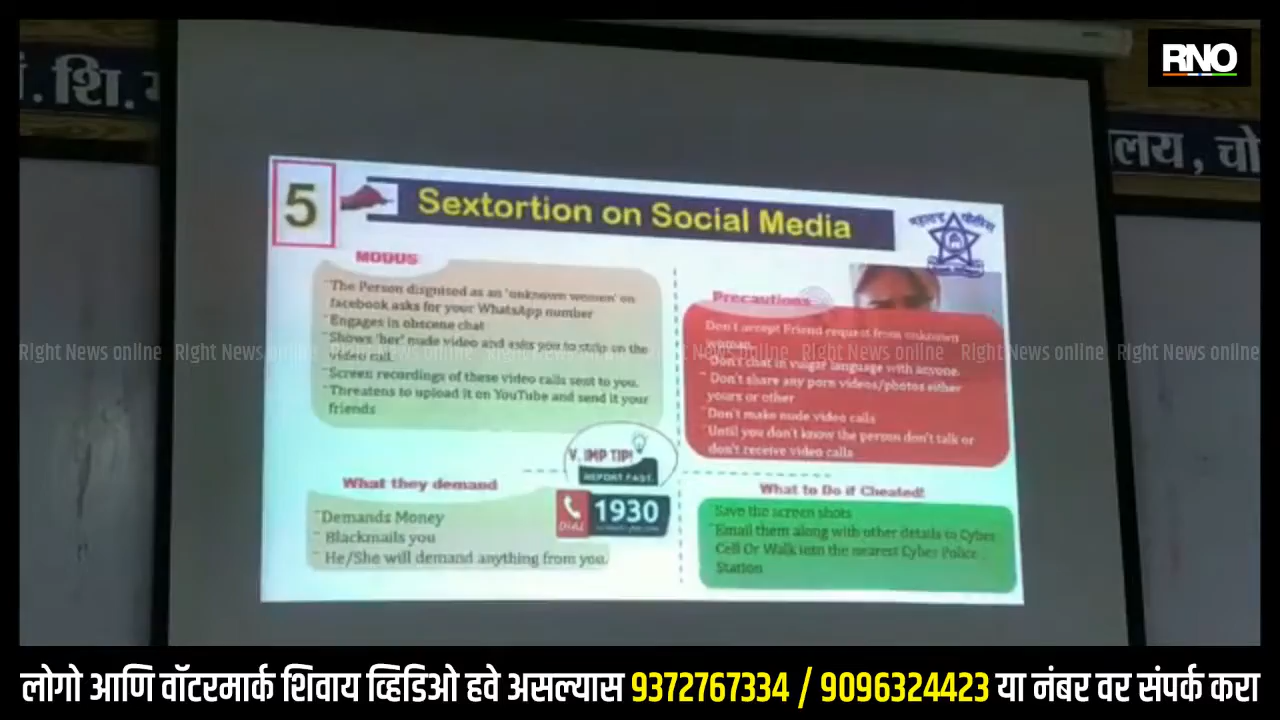 RNO
शि.
लय, चो
5
Sextortion on Social Media
महाराष्ट्र पोलिस
MODUS
The Person disgnised as an 'unknown women' on
facebook asks for your WhatsApp number
Engages in obscene chat
Shows 'her' nude video and asks you to strip on the
video call.
Screen recordings of these video calls sent to you.
Threatens to upload it on YouTube and send it your
friends
Precautions
Don't accept Friend request from unknown
woman
Don't chat in vulgar language with anyone.
Don't share any porn videos/photos either
yours or other
Don't make nude video calls
Until you don't know the person don't talk or
don't receive video calls
Right News online Right News online Right News online Right News online Right News online Right News online Right News online Right News online
V. IMP TIP!
REPORT FAST.
DIAL
1930
What they demand
Demands Money
Blackmails you
He/She will demand anything from you.
What to Do if Cheated!
Save the screen shots
Email them along with other details to Cyber
Cell Or Walk into the nearest Cyber Police
Station
लोगो आणि वॉटरमार्क शिवाय व्हिडिओ हवे असल्यास 9372767334 / 9096324423 या नंबर वर संपर्क करा